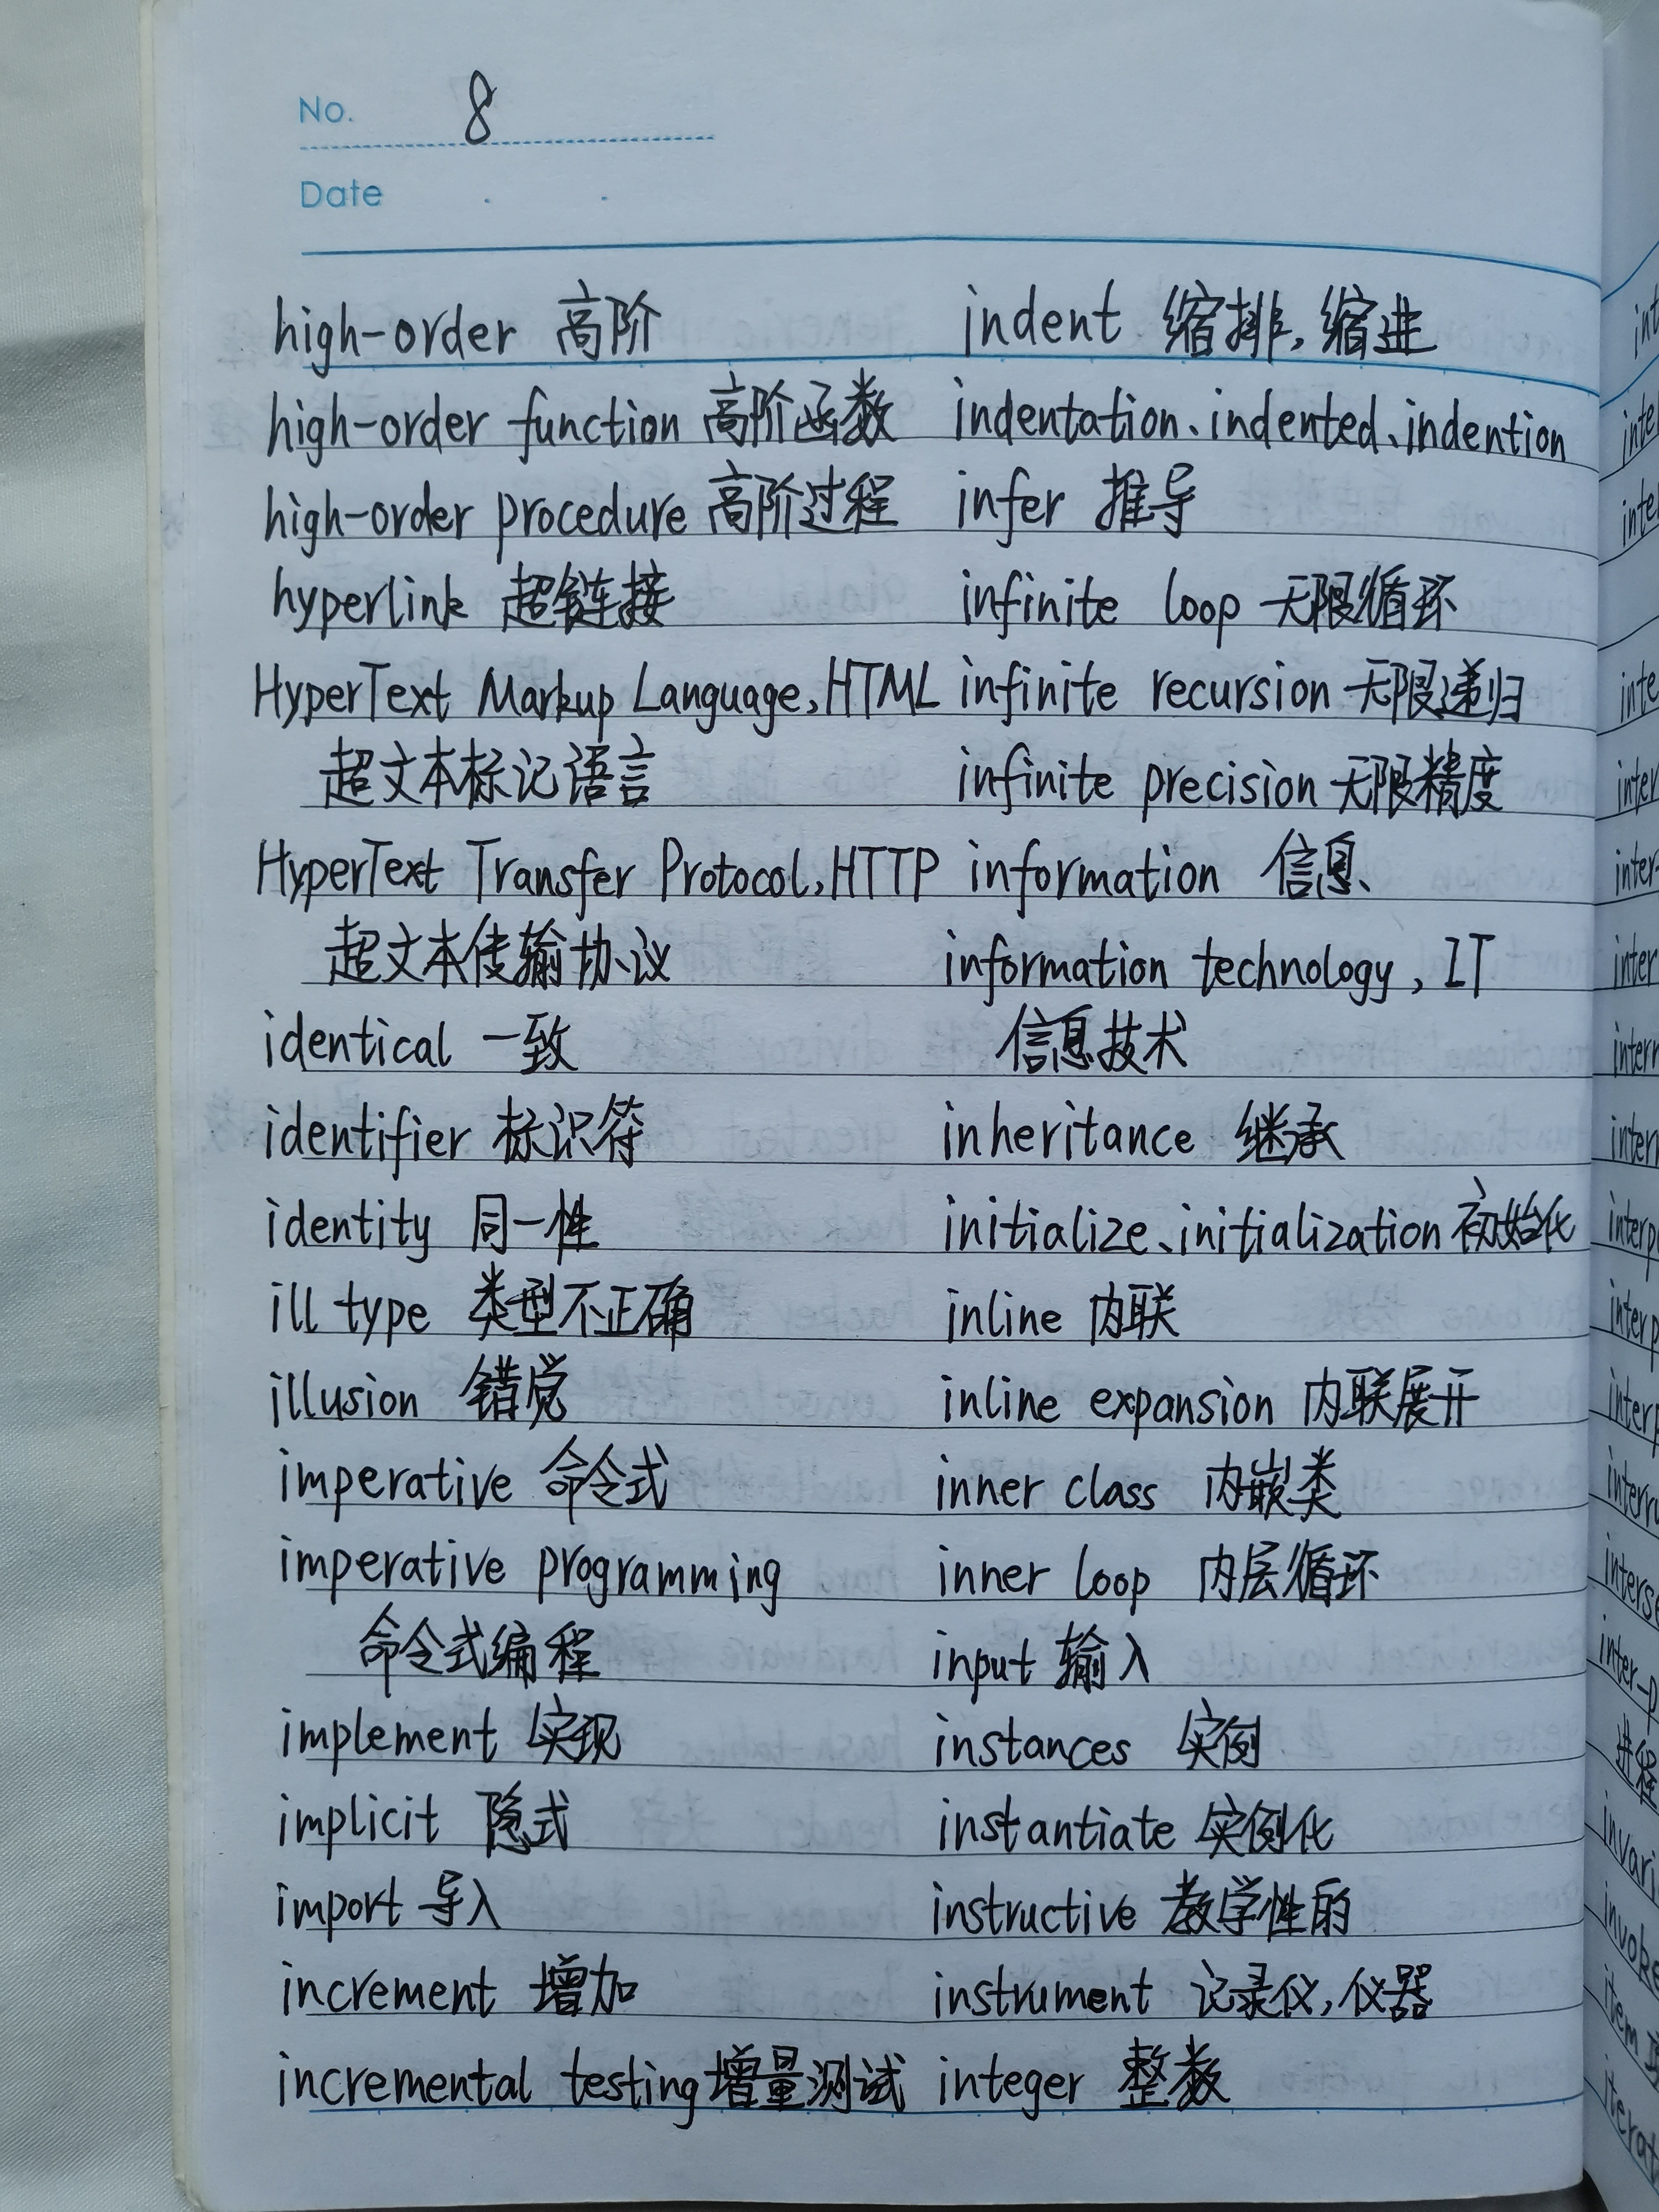 No. 8
Date
high-order 高阶
high-order function 高阶函数
high-order procedure 高阶过程
hyperlink 超链接
HyperText Markup Language, HTML
超文本标记语言
HyperText Transfer Protocol, HTTP
超文本传输协议
identical 一致
identifier 标识符
identity 同一性
ill type 类型不正确
illusion 错觉
imperative 命令式
imperative programming
命令式编程
implement 实现
implicit 隐式
import 导入
increment 增加
incremental testing 增量测试
indent 缩排, 缩进
indentation、indented、indention
infer 推导
infinite loop 无限循环
infinite recursion 无限递归
infinite precision 无限精度
information 信息
information technology, IT
信息技术
inheritance 继承
initialize、initialization 初始化
inline 内联
inline expansion 内联展开
inner class 内嵌类
inner loop 内层循环
input 输入
instances 实例
instantiate 实例化
instructive 教学性的
instrument 记录仪, 仪器
integer 整数